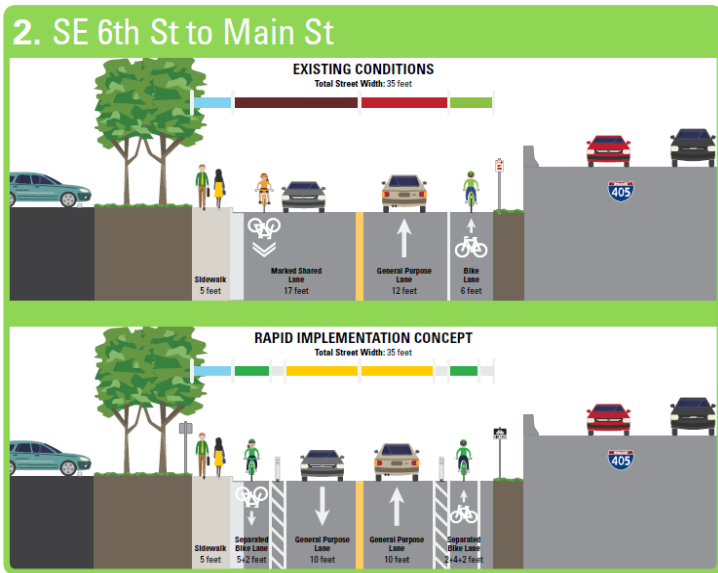 2. SE 6th St to Main St
EXISTING CONDITIONS
Total Street Width: 35 feet
405
Sidewalk
5 feet
Marked Shared
Lane
17 feet
General Purpose
Lane
12 feet
Bike
Lane
6 feet
RAPID IMPLEMENTATION CONCEPT
Total Street Width: 35 feet
405
Sidewalk
5 feet
Separated
Bike Lane
5+2 feet
General Purpose
Lane
10 feet
General Purpose
Lane
10 feet
Separated
Bike Lane
2+4+2 feet